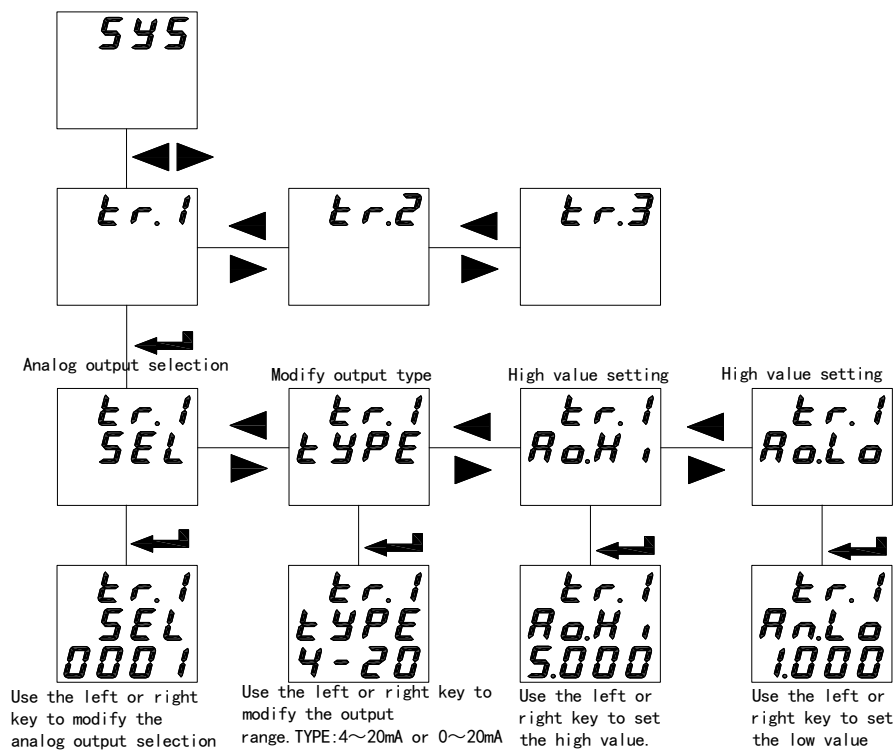 SYS
tr.1
tr.2
tr.3
Analog output selection
Modify output type
High value setting
High value setting
tr.1
SEL
tr.1
tYPE
tr.1
Ao.Hi
tr.1
Ao.Lo
tr.1
SEL
0001
tr.1
tYPE
4-20
tr.1
Ao.Hi
5.000
tr.1
An.Lo
1.000
Use the left or right
key to modify the
analog output selection
Use the left or right key to
modify the output
range.TYPE:4～20mA or 0～20mA
Use the left or
right key to set
the high value.
Use the left or
right key to set
the low value